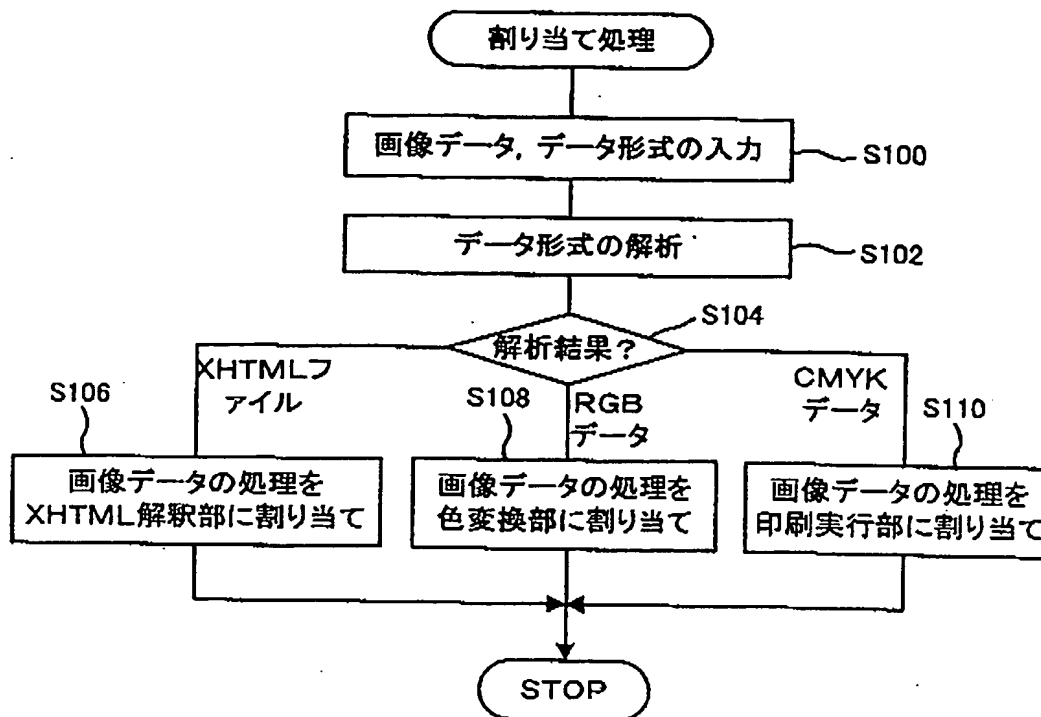 割り当て処理
画像データ，データ形式の入力
S100
データ形式の解析
S102
S104
解析結果？
XHTMLフ
ァイル
S106
画像データの処理を
XHTML解釈部に割り当て
S108
RGB
データ
画像データの処理を
色変換部に割り当て
CMYK
データ
S110
画像データの処理を
印刷実行部に割り当て
STOP